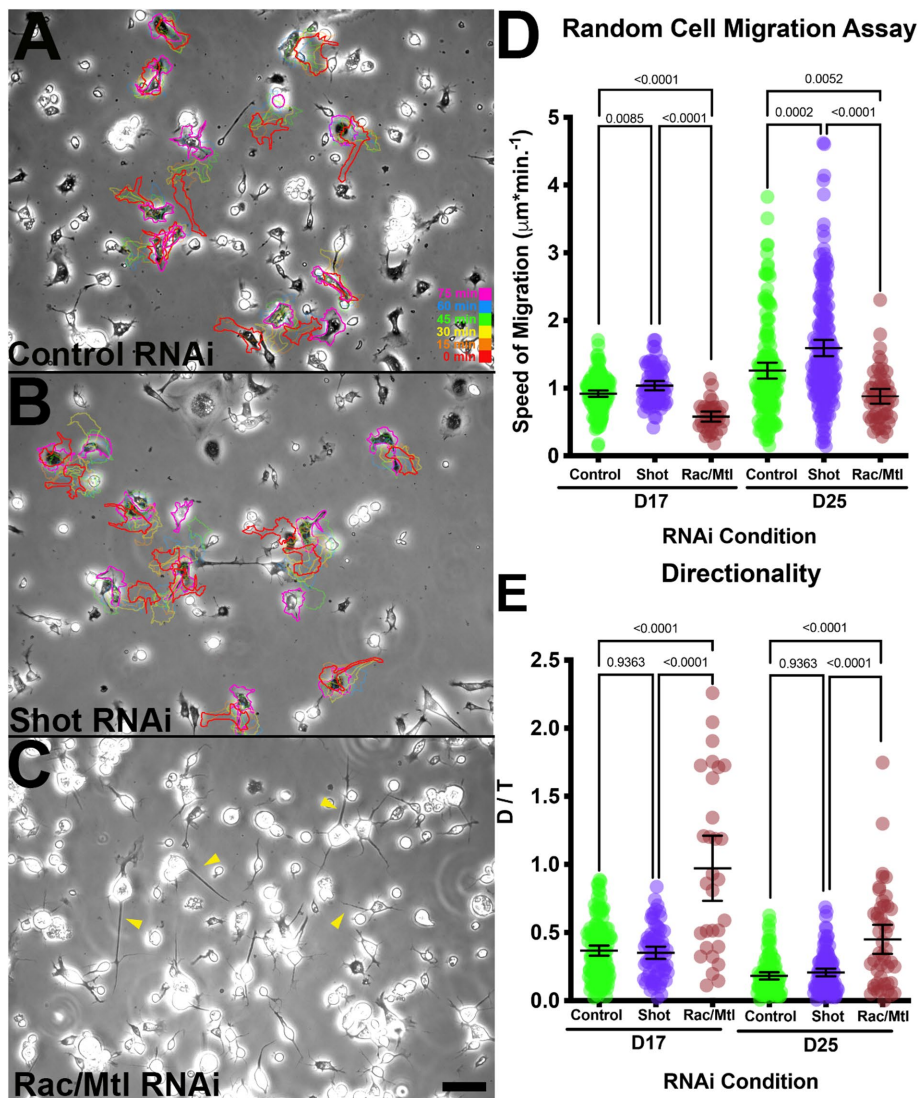 A
75 min
60 min
45 min
30 min
15 min
0 min
Control RNAi
B
Shot RNAi
C
Rac/Mtl RNAi
D
Random Cell Migration Assay
<0.0001
0.0085
<0.0001
0.0052
0.0002
<0.0001
Speed of Migration (μm*min.⁻¹)
5
4
3
2
1
0
Control Shot Rac/Mtl Control Shot Rac/Mtl
D17 D25
RNAi Condition
E
Directionality
<0.0001
0.9363 <0.0001
<0.0001
0.9363 <0.0001
D / T
2.5
2.0
1.5
1.0
0.5
0.0
Control Shot Rac/Mtl Control Shot Rac/Mtl
D17 D25
RNAi Condition